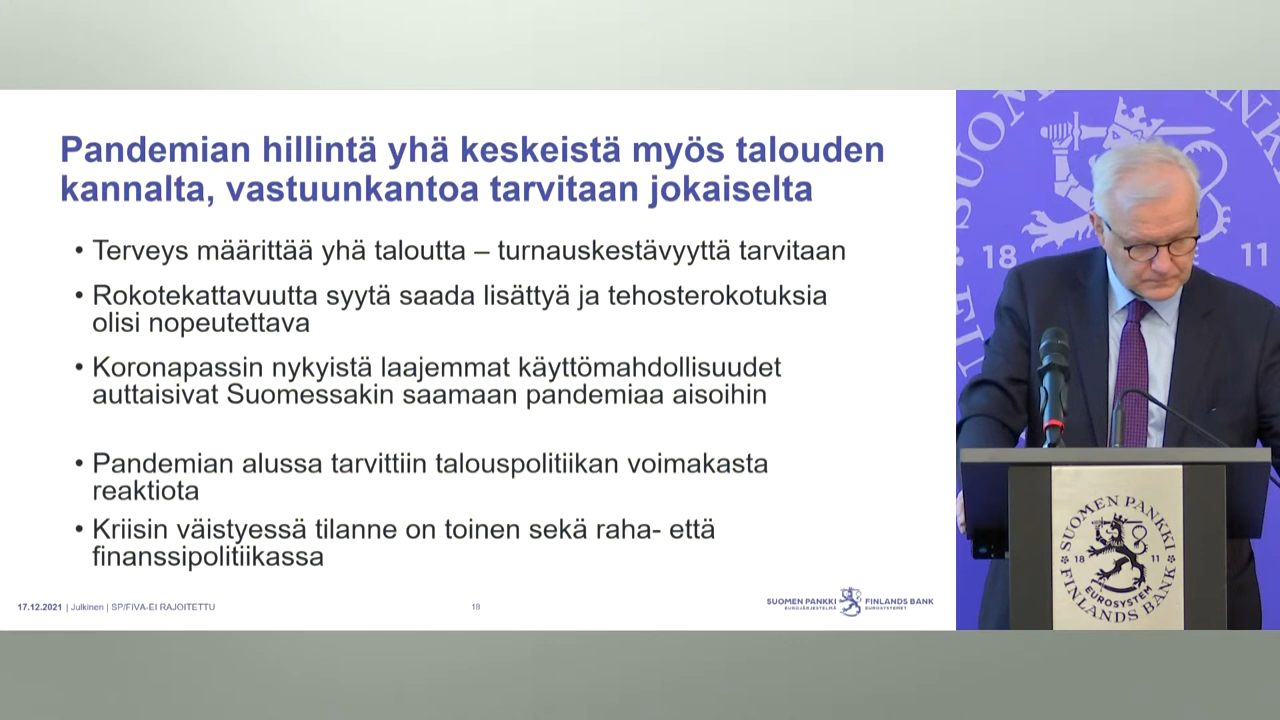 Pandemian hillintä yhä keskeistä myös talouden
kannalta, vastuunkantoa tarvitaan jokaiselta
• Terveys määrittää yhä taloutta – turnauskestävyyttä tarvitaan
• Rokotekattavuutta syytä saada lisättyä ja tehosterokotuksia
olisi nopeutettava
• Koronapassin nykyistä laajemmat käyttömahdollisuudet
auttaisivat Suomessakin saamaan pandemiaa aisoihin
• Pandemian alussa tarvittiin talouspolitiikan voimakasta
reaktiota
• Kriisin väistyessä tilanne on toinen sekä raha- että
finanssipolitiikassa
17.12.2021 | Julkinen | SP/FIVA-EI RAJOITETTU
18
SUOMEN PANKKI
EUROJÄRJESTELMÄ
FINLANDS BANK
EUROSYSTEMET
18 11
SUOMEN PANKKI
18 11
EUROSYSTEM
FINLANDS BANK